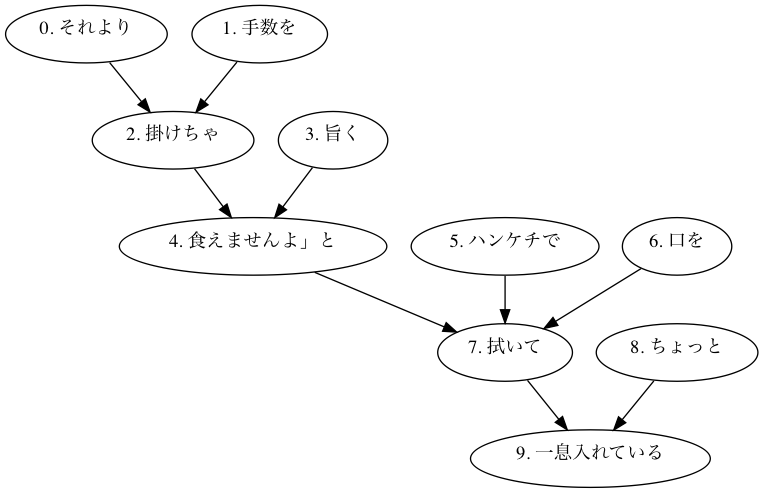 0. それより
1. 手数を
2. 掛けちゃ
3. 旨く
4. 食えませんよ」と
5. ハンケチで
6. 口を
7. 拭いて
8. ちょっと
9. 一息入れている